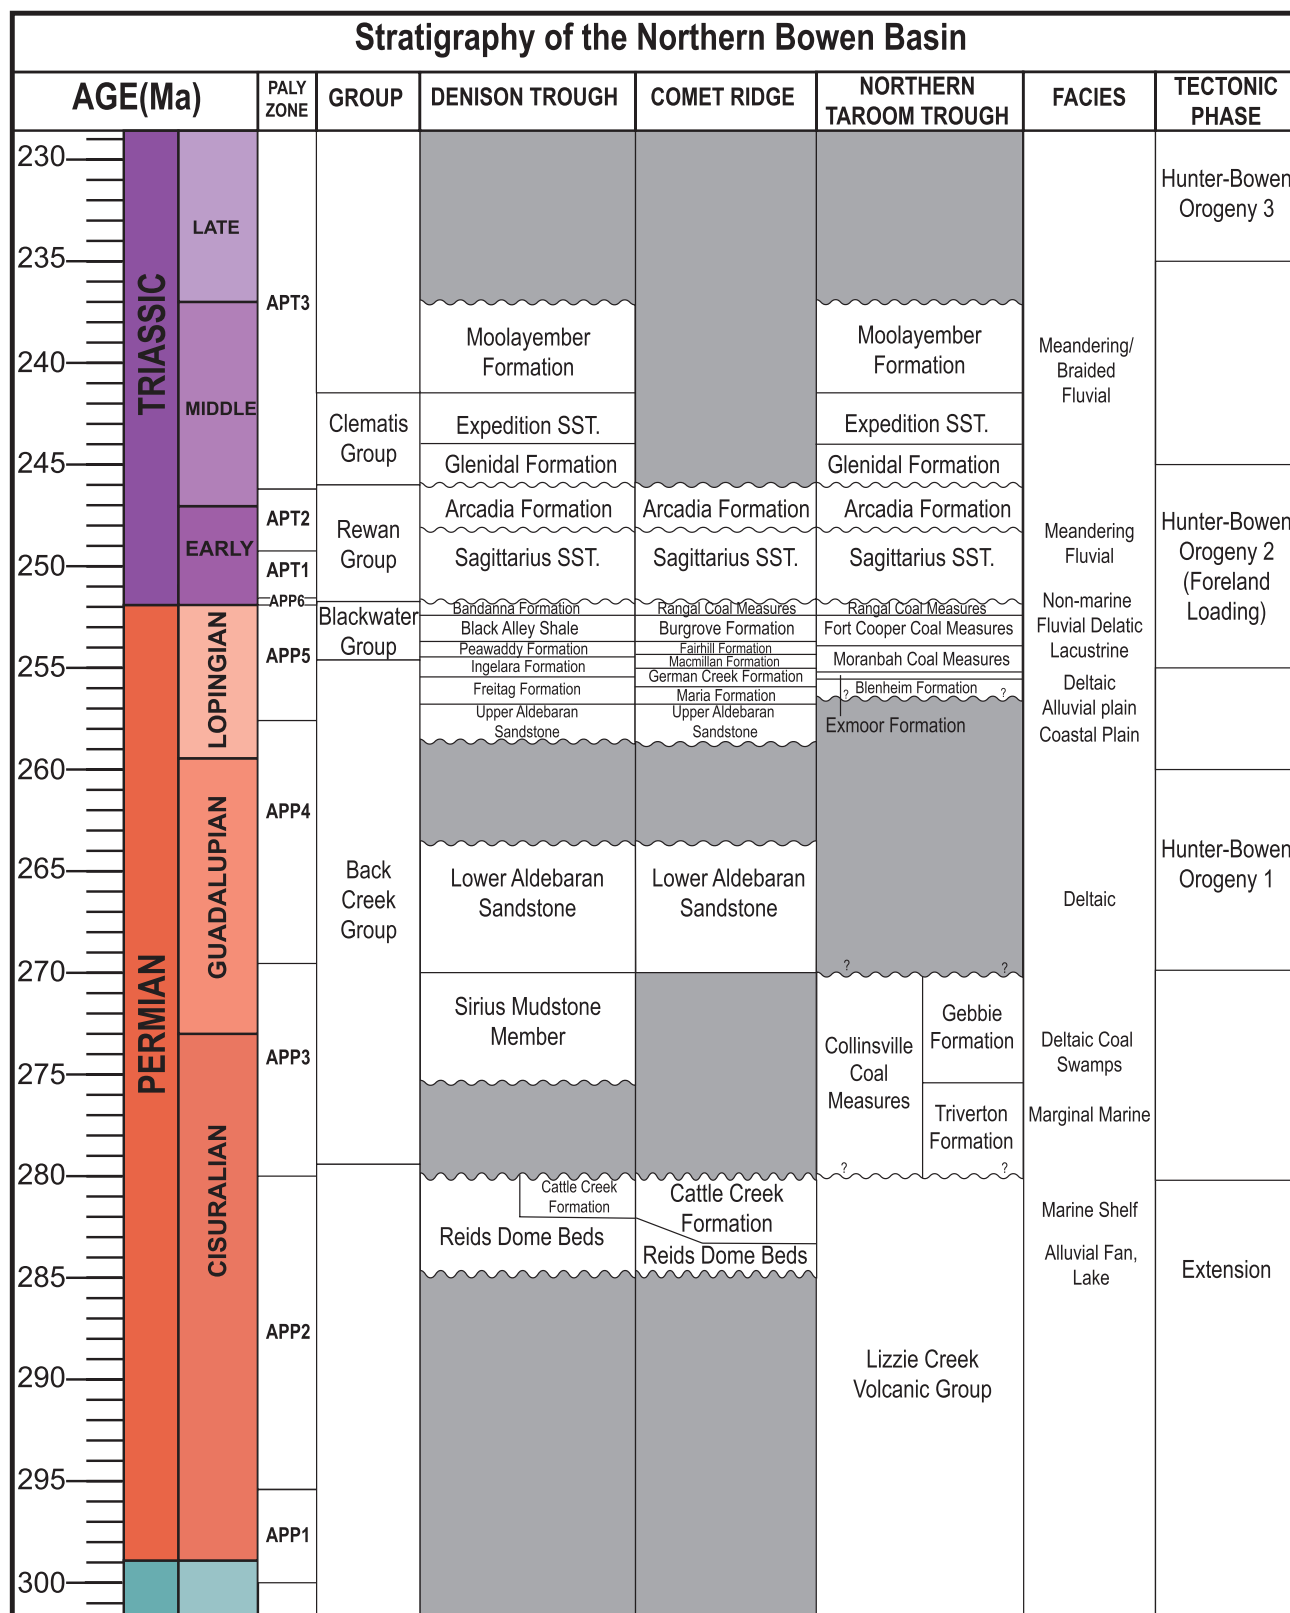 Stratigraphy of the Northern Bowen Basin
AGE(Ma)
PALY
ZONE
GROUP
DENISON TROUGH
COMET RIDGE
NORTHERN
TAROOM TROUGH
FACIES
TECTONIC
PHASE
230
235
240
245
250
255
260
265
270
275
280
285
290
295
300
TRIASSIC
PERMIAN
LATE
MIDDLE
EARLY
LOPINGIAN
GUADALUPIAN
CISURALIAN
APT3
APT2
APT1
APP6
APP5
APP4
APP3
APP2
APP1
Clematis
Group
Rewan
Group
Blackwater
Group
Back
Creek
Group
Moolayember
Formation
Expedition SST.
Glenidal Formation
Arcadia Formation
Sagittarius SST.
Bandanna Formation
Black Alley Shale
Peawaddy Formation
Ingelara Formation
Freitag Formation
Upper Aldebaran
Sandstone
Lower Aldebaran
Sandstone
Sirius Mudstone
Member
Cattle Creek
Formation
Reids Dome Beds
Arcadia Formation
Sagittarius SST.
Rangal Coal Measures
Burgrove Formation
Fairhill Formation
Macmillan Formation
German Creek Formation
Maria Formation
Upper Aldebaran
Sandstone
Lower Aldebaran
Sandstone
Cattle Creek
Formation
Reids Dome Beds
Moolayember
Formation
Expedition SST.
Glenidal Formation
Arcadia Formation
Sagittarius SST.
Rangal Coal Measures
Fort Cooper Coal Measures
Moranbah Coal Measures
Blenheim Formation
? ?
Exmoor Formation
? ?
Collinsville
Coal
Measures
Gebbie
Formation
Triverton
Formation
? ?
Lizzie Creek
Volcanic Group
Meandering/
Braided
Fluvial
Meandering
Fluvial
Non-marine
Fluvial Delatic
Lacustrine
Deltaic
Alluvial plain
Coastal Plain
Deltaic
Deltaic Coal
Swamps
Marginal Marine
Marine Shelf
Alluvial Fan,
Lake
Hunter-Bowen
Orogeny 3
Hunter-Bowen
Orogeny 2
(Foreland
Loading)
Hunter-Bowen
Orogeny 1
Extension